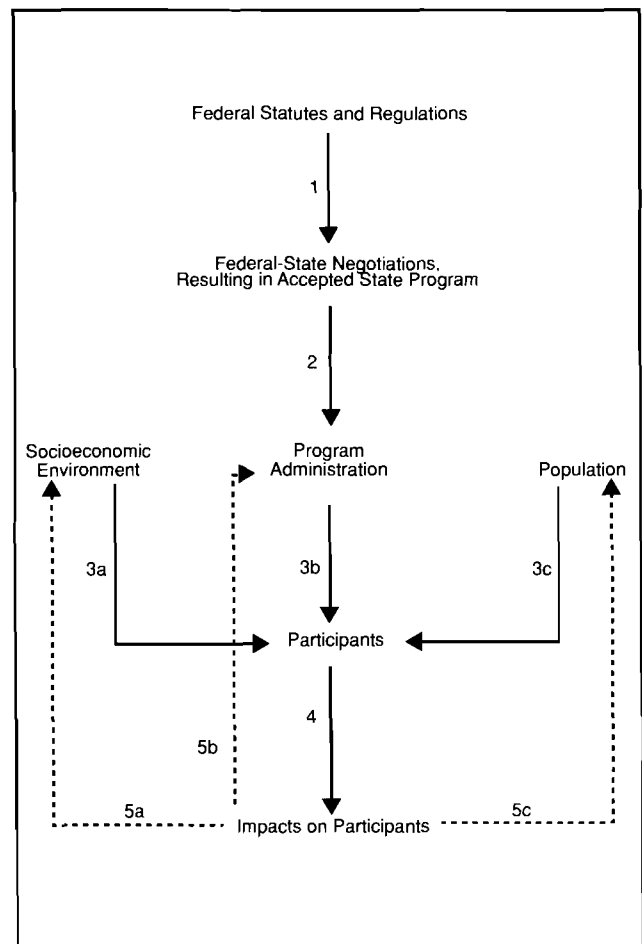 Federal Statutes and Regulations
1
Federal-State Negotiations,
Resulting in Accepted State Program
2
Socioeconomic
Environment
Program
Administration
Population
3a
3b
3c
Participants
4
5b
5a
Impacts on Participants
5c